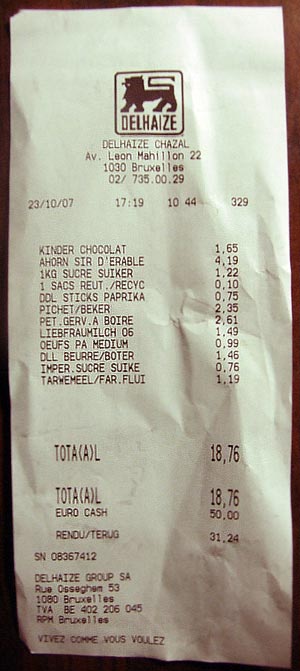 DELHAIZE
DELHAIZE CHAZAL
Av. Leon Mahillon 22
1030 Bruxelles
02/ 735.00.29
23/10/07 17:19 10 44 329
KINDER CHOCOLAT 1,65
AHORN SIR D'ERABLE 4,19
1KG SUCRE SUIKER 1,22
1 SACS REUT./RECYC 0,10
DDL STICKS PAPRIKA 0,75
PICHET/BEKER 2,35
PET.GERV.A BOIRE 2,61
LIEBFRAUMILCH 06 1,49
OEUFS PA MEDIUM 0,99
DLL BEURRE/BOTER 1,46
IMPER.SUCRE SUIKE 0,76
TARWEMEEL/FAR.FLUI 1,19
TOTA(A)L 18,76
TOTA(A)L 18,76
EURO CASH 50,00
RENDU/TERUG 31,24
SN 08367412
DELHAIZE GROUP SA
Rue Osseghem 53
1080 Bruxelles
TVA BE 402 206 045
RPM Bruxelles
VIVEZ COMME VOUS VOULEZ